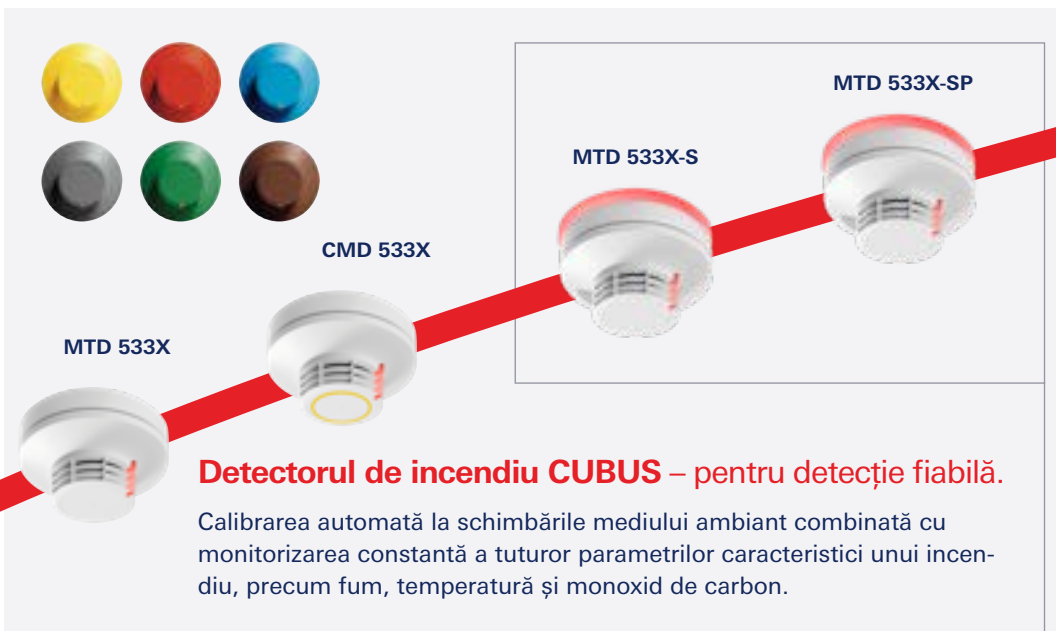 MTD 533X-SP
MTD 533X-S
CMD 533X
MTD 533X
Detectorul de incendiu CUBUS – pentru detecție fiabilă.
Calibrarea automată la schimbările mediului ambiant combinată cu
monitorizarea constantă a tuturor parametrilor caracteristici unui incen-
diu, precum fum, temperatură și monoxid de carbon.